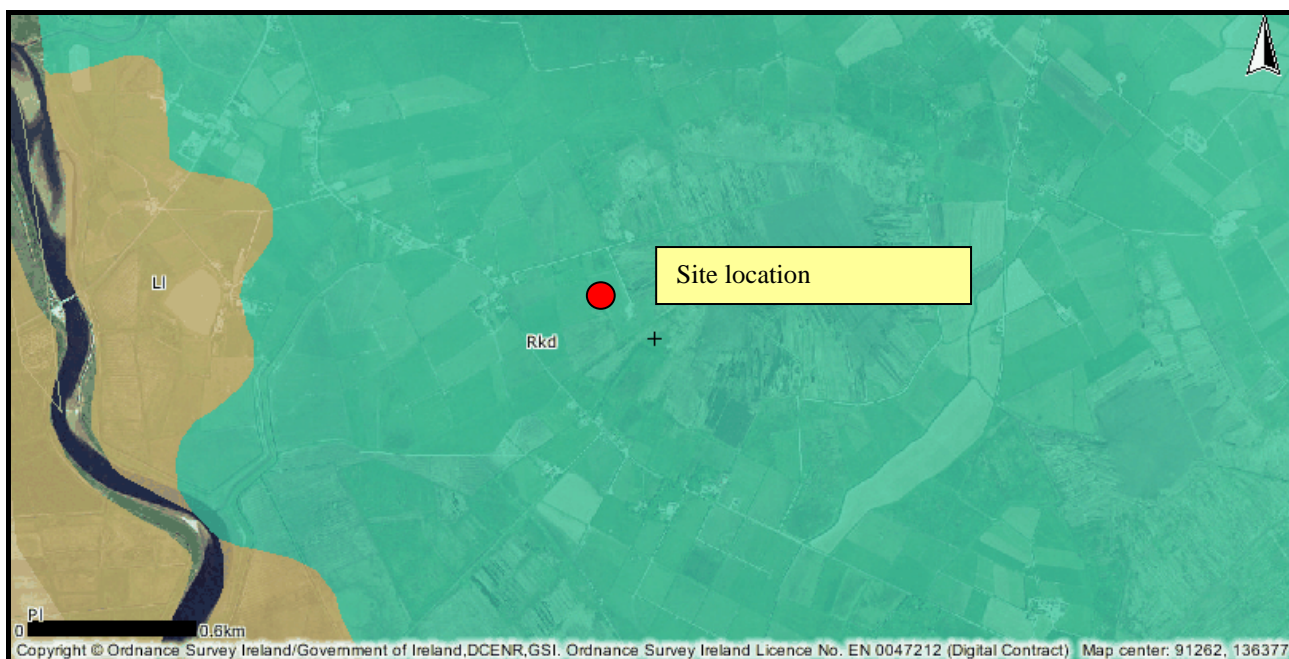 Site location
Ll
Rkd
Pl
0 0.6km
Copyright © Ordnance Survey Ireland/Government of Ireland,DCENR,GSI. Ordnance Survey Ireland Licence No. EN 0047212 (Digital Contract) Map center: 91262, 136377